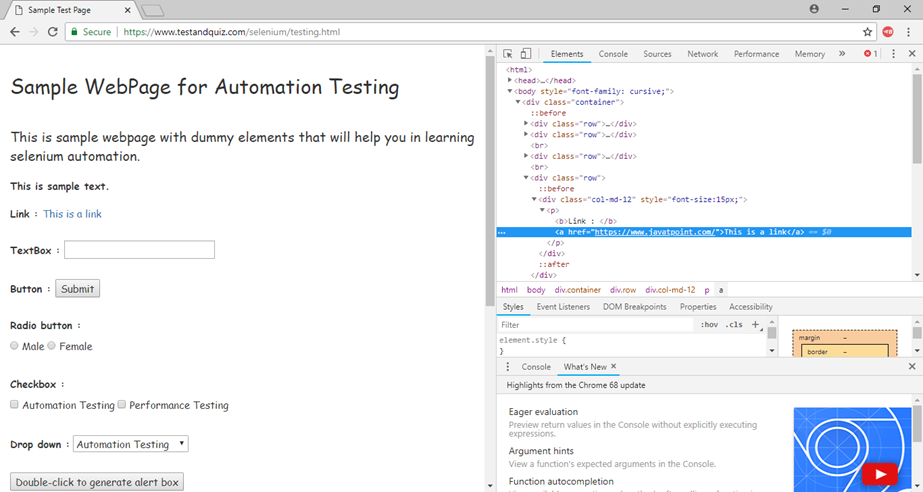 Sample Test Page
Secure https://www.testandquiz.com/selenium/testing.html
Sample WebPage for Automation Testing
This is sample webpage with dummy elements that will help you in learning
selenium automation.
This is sample text.
Link : This is a link
TextBox :
Button : Submit
Radio button :
Male Female
Checkbox :
Automation Testing Performance Testing
Drop down : Automation Testing
Double-click to generate alert box
Elements Console Sources Network Performance Memory » 1
<html>
<head>…</head>
<body style="font-family: cursive;">
<div class="container">
::before
<div class="row">…</div>
<div class="row">…</div>
<br>
<div class="row">…</div>
<br>
<div class="row">
::before
<div class="col-md-12" style="font-size:15px;">
<p>
<b>Link : </b>
... <a href="https://www.javatpoint.com/">This is a link</a> == $0
</p>
</div>
::after
</div>
html body div.container div.row div.col-md-12 p a
Styles Event Listeners DOM Breakpoints Properties Accessibility
Filter :hov .cls +
element.style {
}
margin -
border -
Console What's New
Highlights from the Chrome 68 update
Eager evaluation
Preview return values in the Console without explicitly executing
expressions.
Argument hints
View a function's expected arguments in the Console.
Function autocompletion